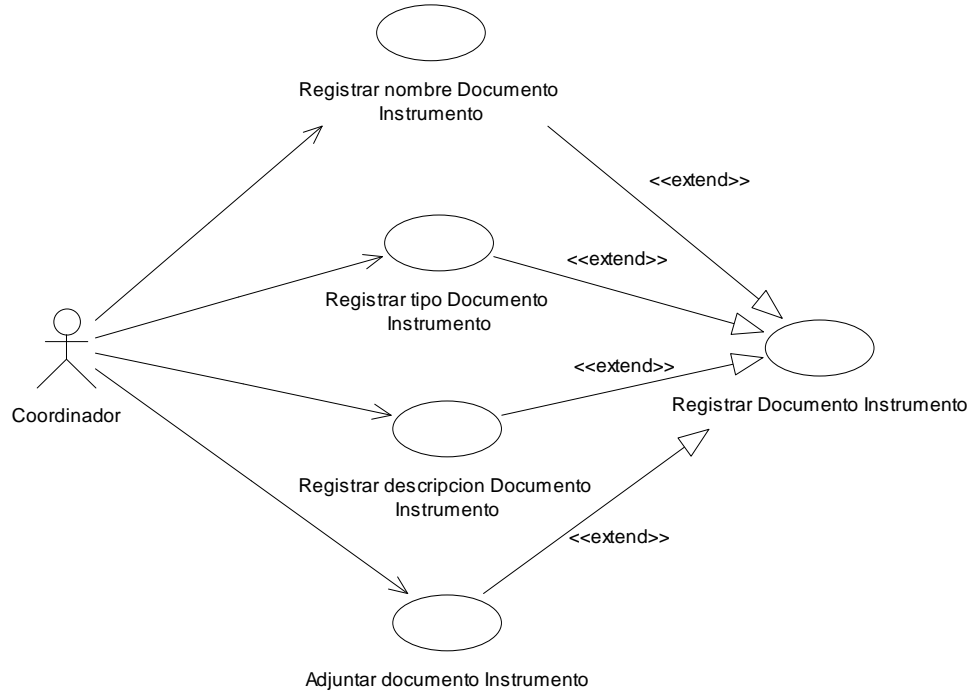 Registrar nombre Documento
Instrumento
<<extend>>
<<extend>>
Registrar tipo Documento
Instrumento
<<extend>>
Coordinador
Registrar Documento Instrumento
Registrar descripcion Documento
Instrumento
<<extend>>
Adjuntar documento Instrumento